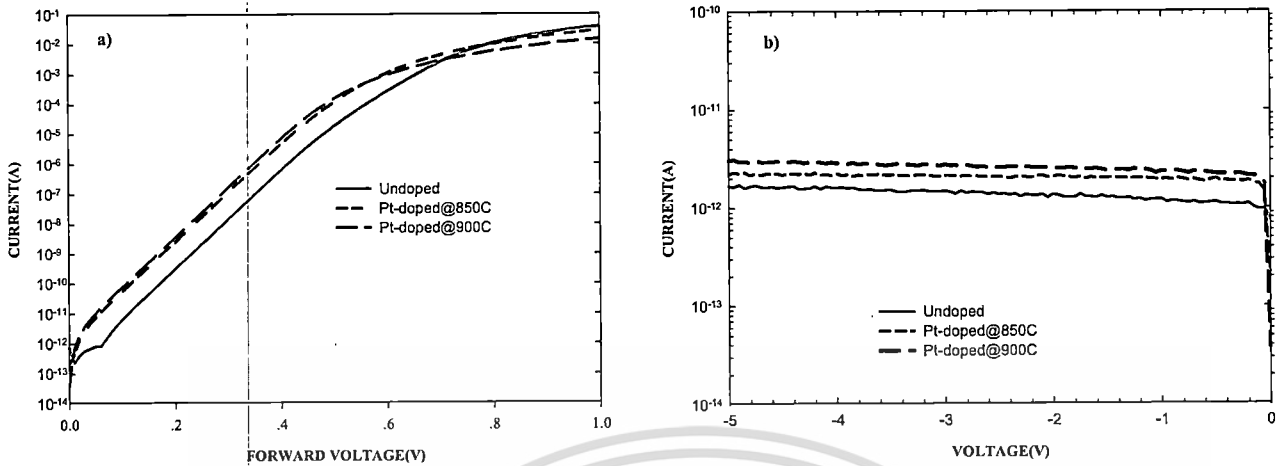 a)
CURRENT(A)
10-1
10-2
10-3
10-4
10-5
10-6
10-7
10-8
10-9
10-10
10-11
10-12
10-13
10-14
Undoped
Pt-doped@850C
Pt-doped@900C
0.0 .2 .4 .6 .8 1.0
FORWARD VOLTAGE(V)
b)
CURRENT(A)
10-10
10-11
10-12
10-13
10-14
Undoped
Pt-doped@850C
Pt-doped@900C
-5 -4 -3 -2 -1 0
VOLTAGE(V)